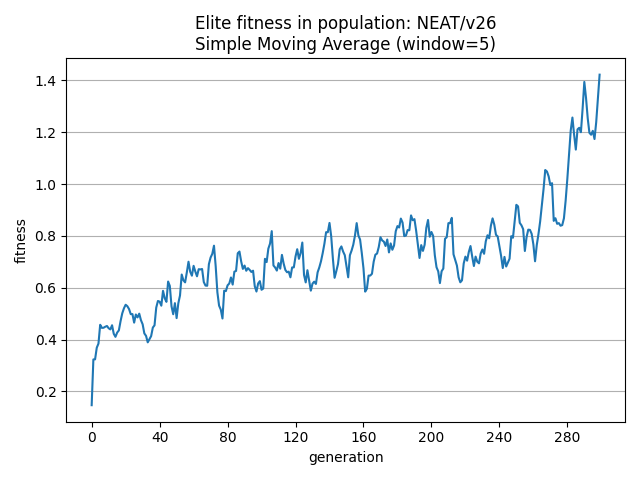 Elite fitness in population: NEAT/v26
Simple Moving Average (window=5)
fitness
1.4
1.2
1.0
0.8
0.6
0.4
0.2
0 40 80 120 160 200 240 280
generation